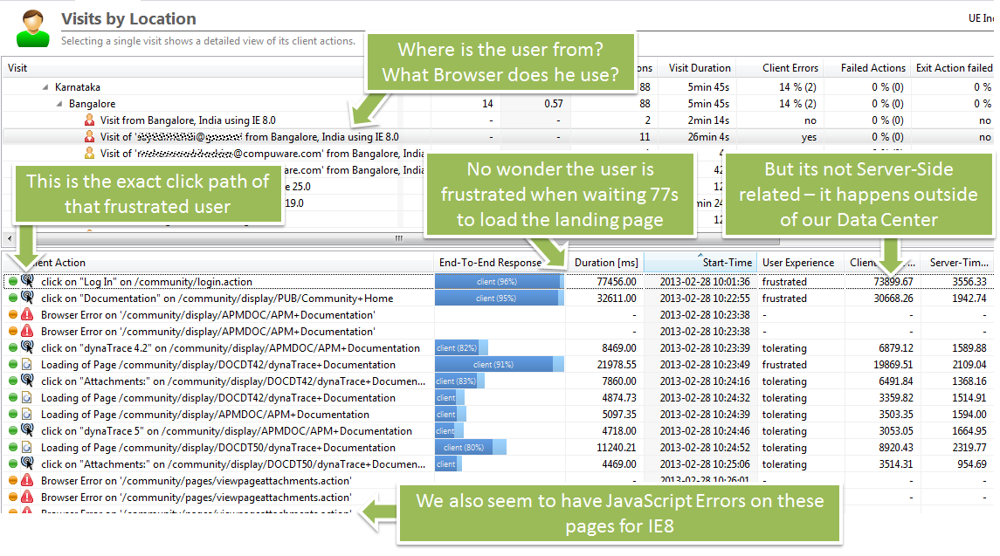 Visits by Location
UE In
Selecting a single visit shows a detailed view of its client actions.
Where is the user from?
What Browser does he use?
Visit ons Visit Duration Client Errors Failed Actions Exit Action failed
Karnataka 88 5min 45s 14 % (2) 0 % (0) 0 %
Bangalore 14 0.57 88 5min 45s 14 % (2) 0 % (0) 0 %
Visit from Bangalore, India using IE 8.0 - - 2 2min 14s no 0 % (0) no
Visit of ' ' from Bangalore, India using IE 8.0 - - 11 26min 4s yes 0 % (0) no
Visit of ' @compuware.com' from Bangalore, India
ware.com' from Bangalore, India 42
e 25.0 12
19.0 min 24
12
This is the exact click path of
that frustrated user
No wonder the user is
frustrated when waiting 77s
to load the landing page
But its not Server-Side
related – it happens outside
of our Data Center
ent Action End-To-End Response Duration [ms] Start-Time User Experience Client ... Server-Tim...
click on "Log In" on /community/login.action client (96%) 77456.00 2013-02-28 10:01:36 frustrated 73899.67 3556.33
click on "Documentation" on /community/display/PUB/Community+Home client (95%) 32611.00 2013-02-28 10:22:55 frustrated 30668.26 1942.74
Browser Error on '/community/display/APMDOC/APM+Documentation' - 2013-02-28 10:23:38 - - -
Browser Error on '/community/display/APMDOC/APM+Documentation' - 2013-02-28 10:23:38 - - -
click on "dynaTrace 4.2" on /community/display/APMDOC/APM+Documentation client (82%) 8469.00 2013-02-28 10:23:39 tolerating 6879.12 1589.88
Loading of Page /community/display/DOCDT42/dynaTrace+Documentation client (91%) 21978.55 2013-02-28 10:23:49 frustrated 19869.51 2109.04
click on "Attachments:" on /community/display/DOCDT42/dynaTrace+Documen... client (83%) 7860.00 2013-02-28 10:24:16 tolerating 6491.84 1368.16
Loading of Page /community/display/DOCDT42/dynaTrace+Documentation client 4874.73 2013-02-28 10:24:32 tolerating 3359.82 1514.91
Loading of Page /community/display/APMDOC/APM+Documentation client 5097.35 2013-02-28 10:24:39 tolerating 3503.35 1594.00
click on "dynaTrace 5" on /community/display/APMDOC/APM+Documentation client 4718.00 2013-02-28 10:24:46 tolerating 3053.05 1664.95
Loading of Page /community/display/DOCDT50/dynaTrace+Documentation client (80%) 11240.21 2013-02-28 10:24:52 tolerating 8920.43 2319.77
click on "Attachments:" on /community/display/DOCDT50/dynaTrace+Documen... client 4469.00 2013-02-28 10:25:06 tolerating 3514.31 954.69
Browser Error on '/community/pages/viewpageattachments.action' - 2013-02-28 10:26:01 - - -
Browser Error on '/community/pages/viewpageattachments.action' - -
Browser Error on '/community/pages/viewpageattachments.action'
We also seem to have JavaScript Errors on these
pages for IE8